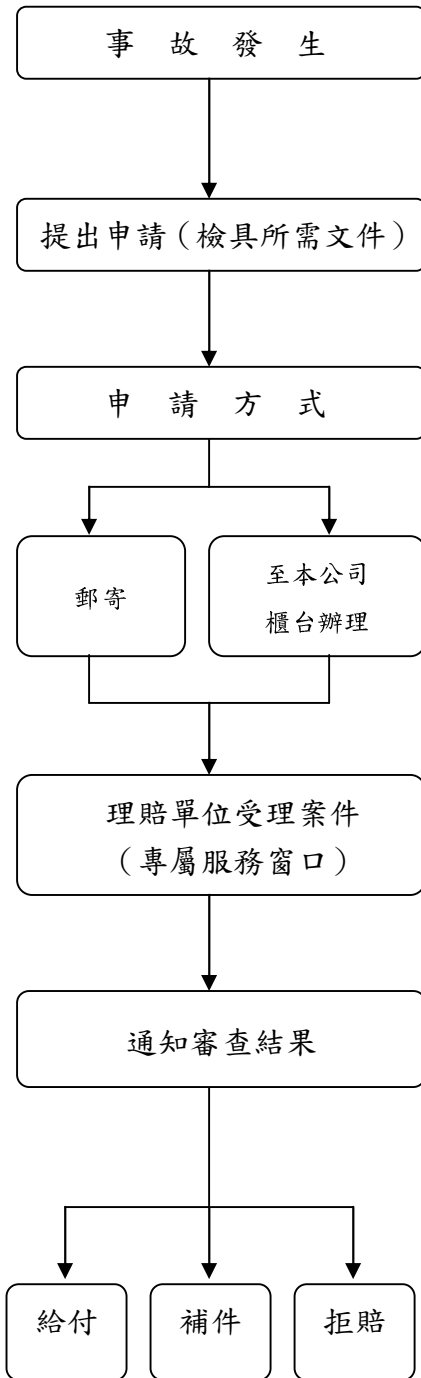 事故發生
提出申請（檢具所需文件）
申請方式
郵寄
至本公司
櫃台辦理
理賠單位受理案件
（專屬服務窗口）
通知審查結果
給付
補件
拒賠